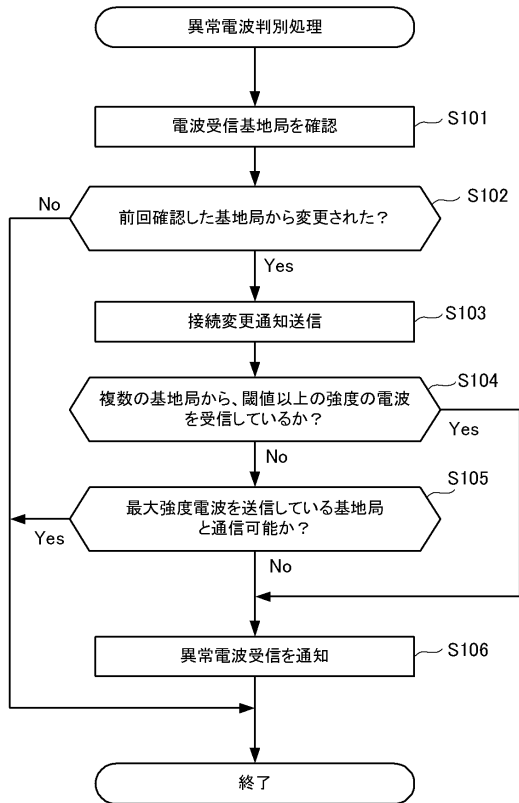 異常電波判別処理
電波受信基地局を確認
S101
前回確認した基地局から変更された？
S102
No
Yes
接続変更通知送信
S103
複数の基地局から、閾値以上の強度の電波
を受信しているか？
S104
Yes
No
最大強度電波を送信している基地局
と通信可能か？
S105
Yes
No
異常電波受信を通知
S106
終了